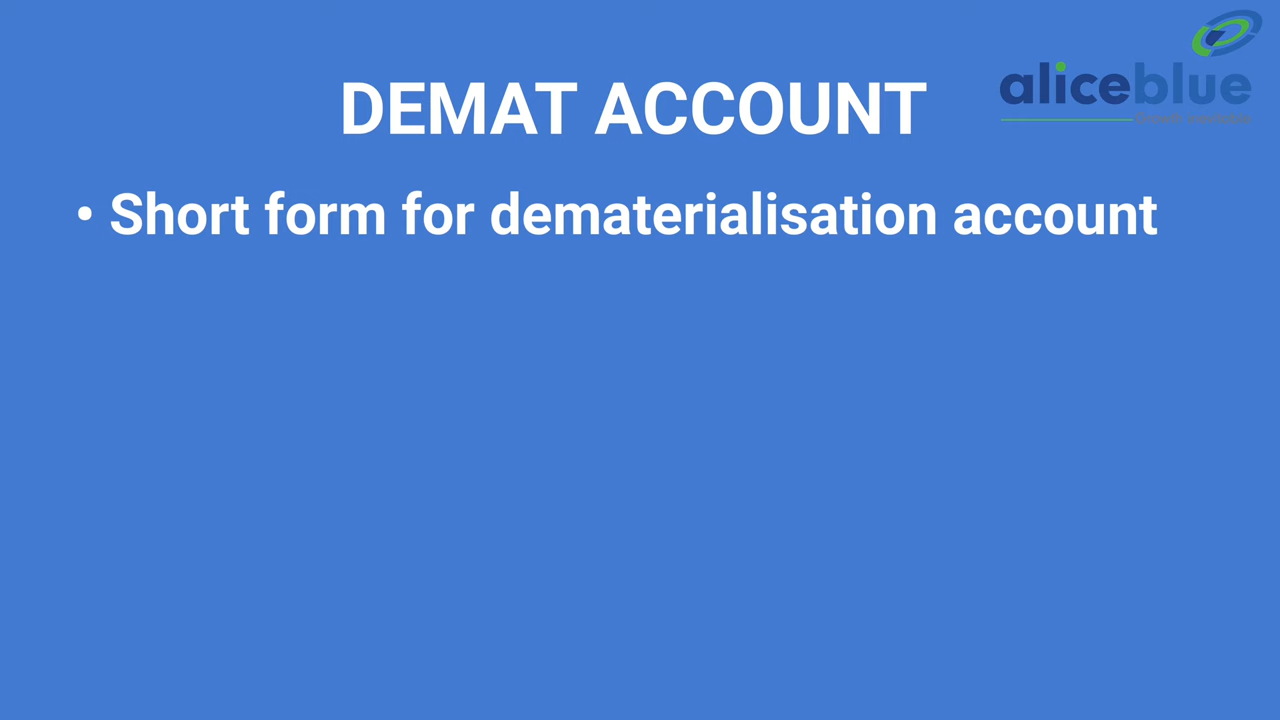 aliceblue
DEMAT ACCOUNT
• Short form for dematerialisation account